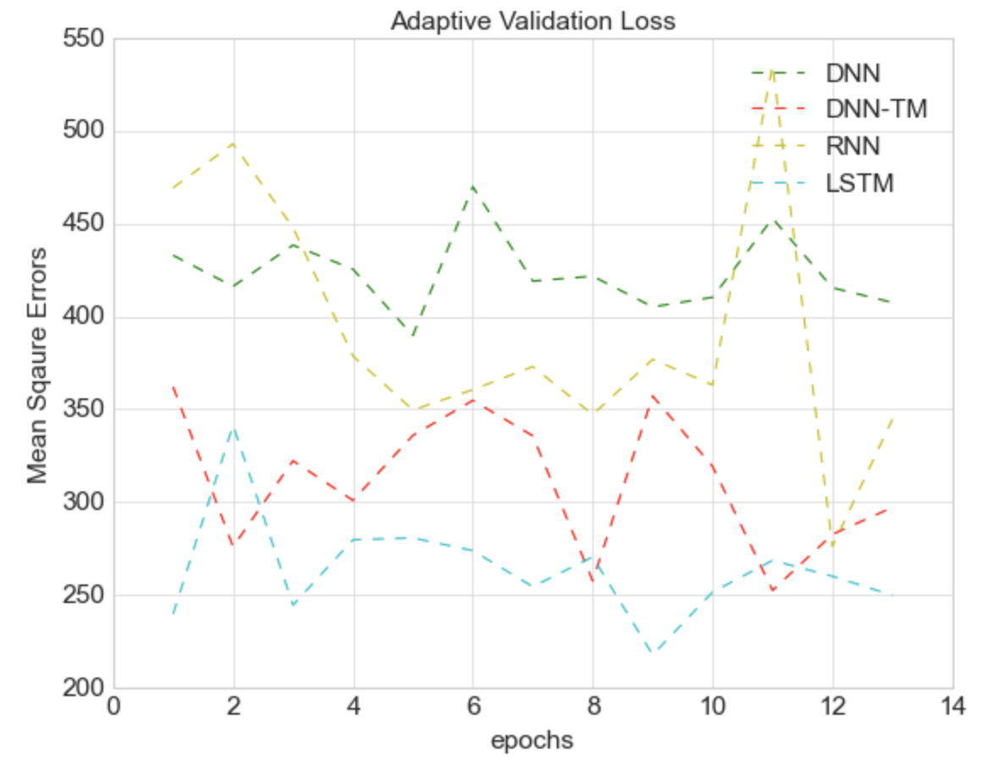 Adaptive Validation Loss
550
500
450
400
350
300
250
200
Mean Sqaure Errors
DNN
DNN-TM
RNN
LSTM
0 2 4 6 8 10 12 14
epochs